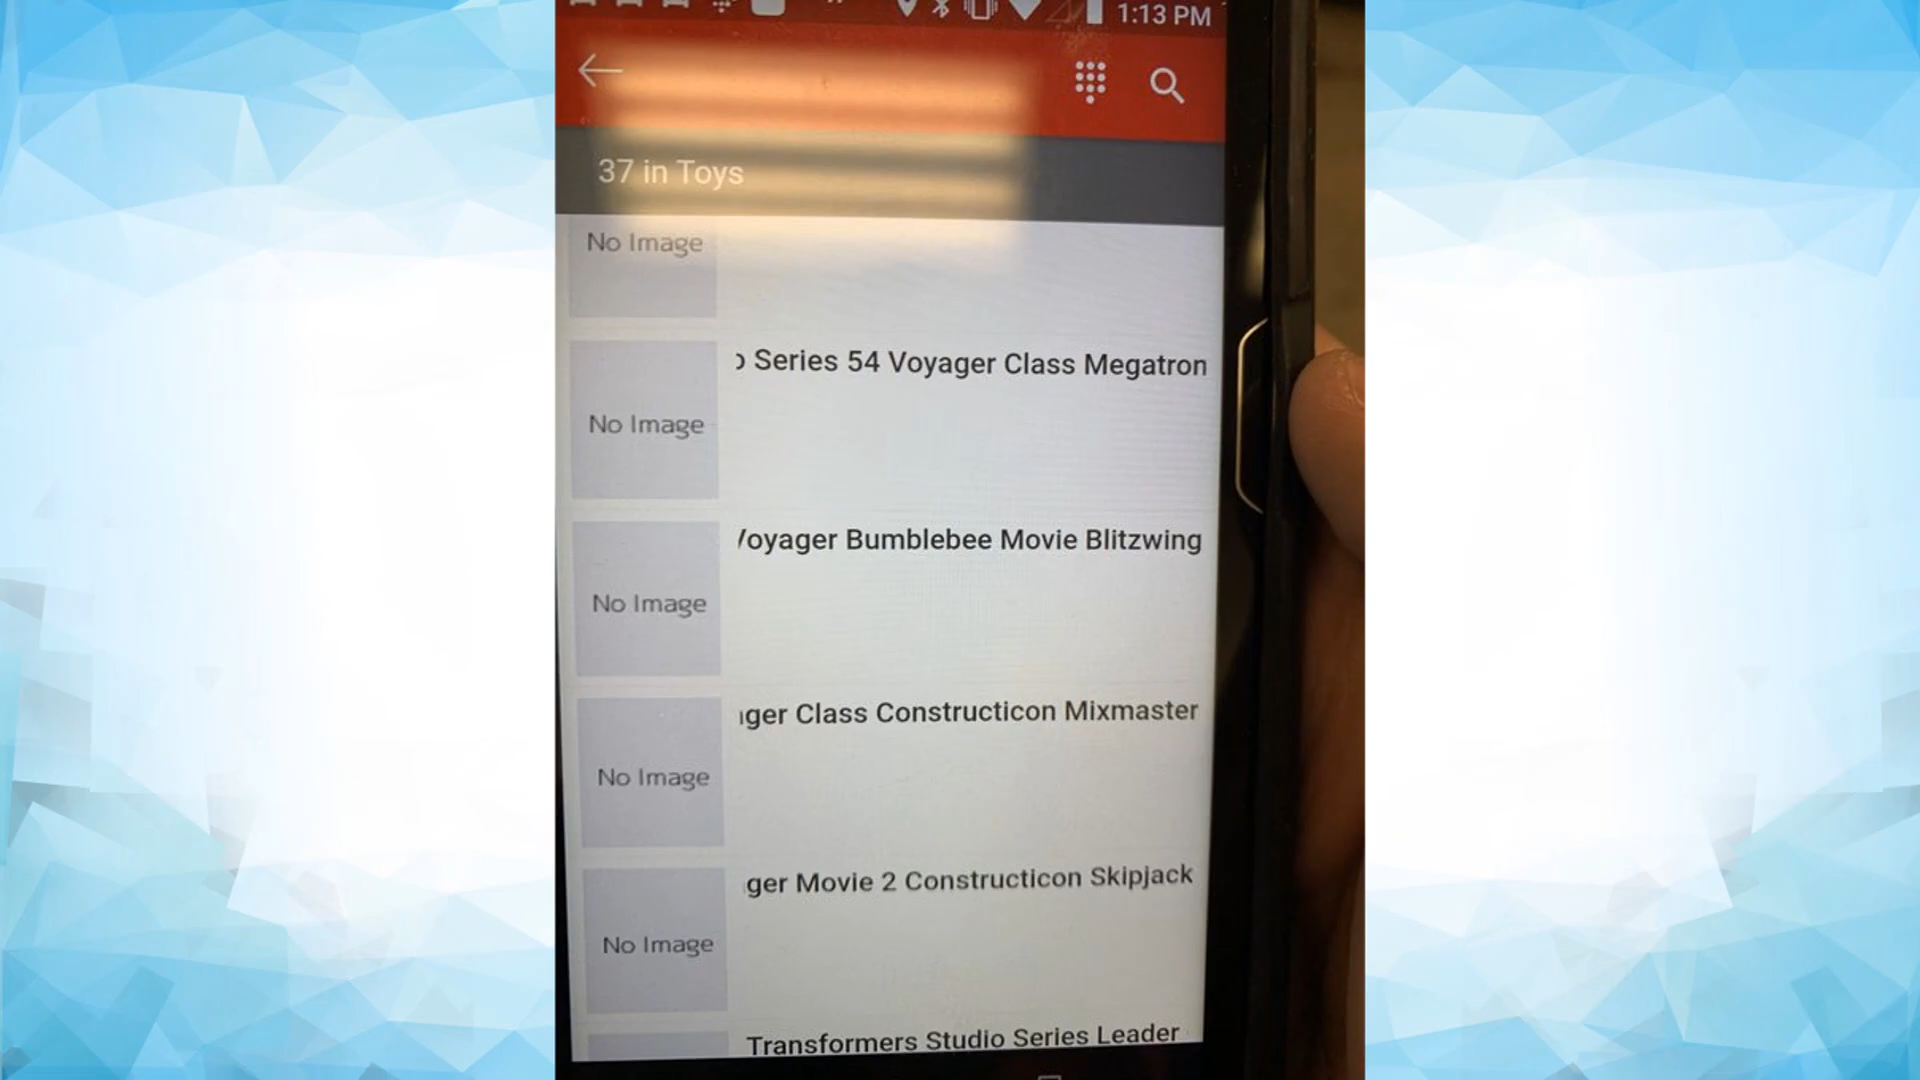 1:13 PM
37 in Toys
No Image
Series 54 Voyager Class Megatron
No Image
Voyager Bumblebee Movie Blitzwing
No Image
ger Class Constructicon Mixmaster
No Image
ger Movie 2 Constructicon Skipjack
No Image
Transformers Studio Series Leader